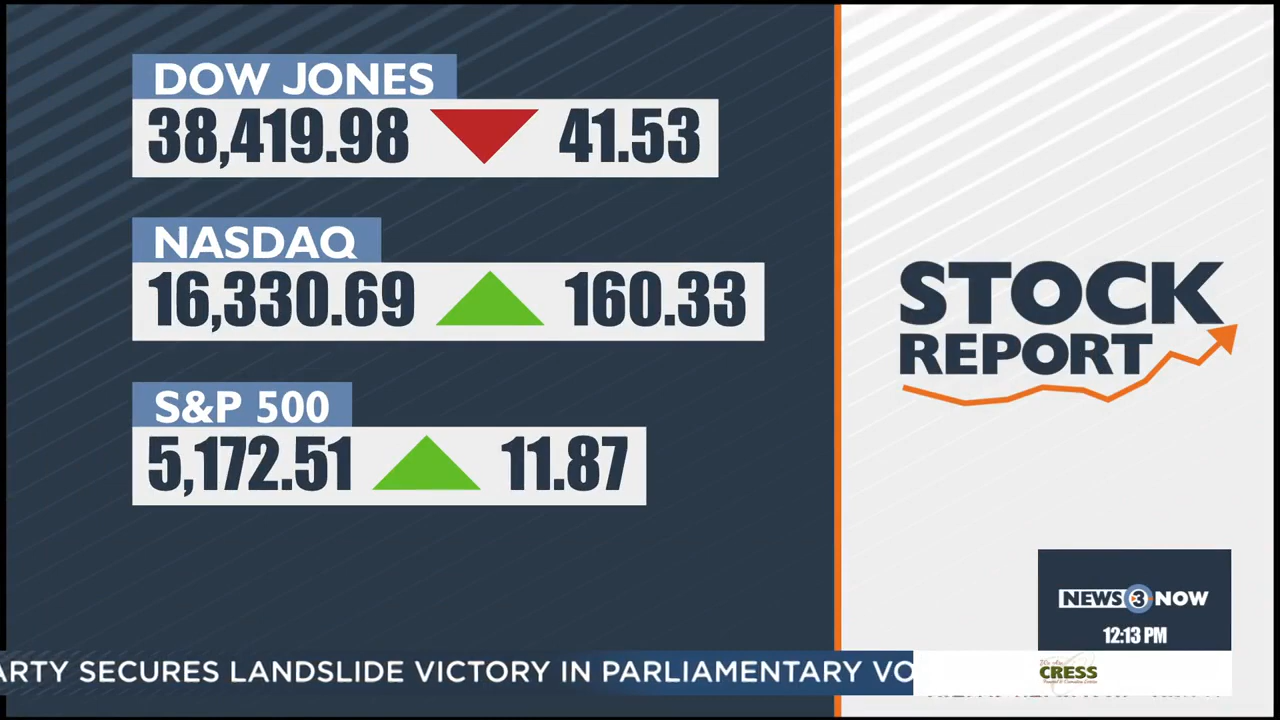 DOW JONES
38,419.98 41.53
NASDAQ
16,330.69 160.33
S&P 500
5,172.51 11.87
STOCK
REPORT
NEWS 3 NOW
12:13 PM
ARTY SECURES LANDSLIDE VICTORY IN PARLIAMENTARY VO
CRESS